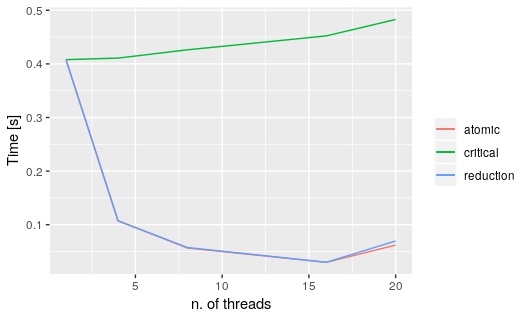 0.5
0.4
0.3
0.2
0.1
Time [s]
5
10
15
20
n. of threads
atomic
critical
reduction